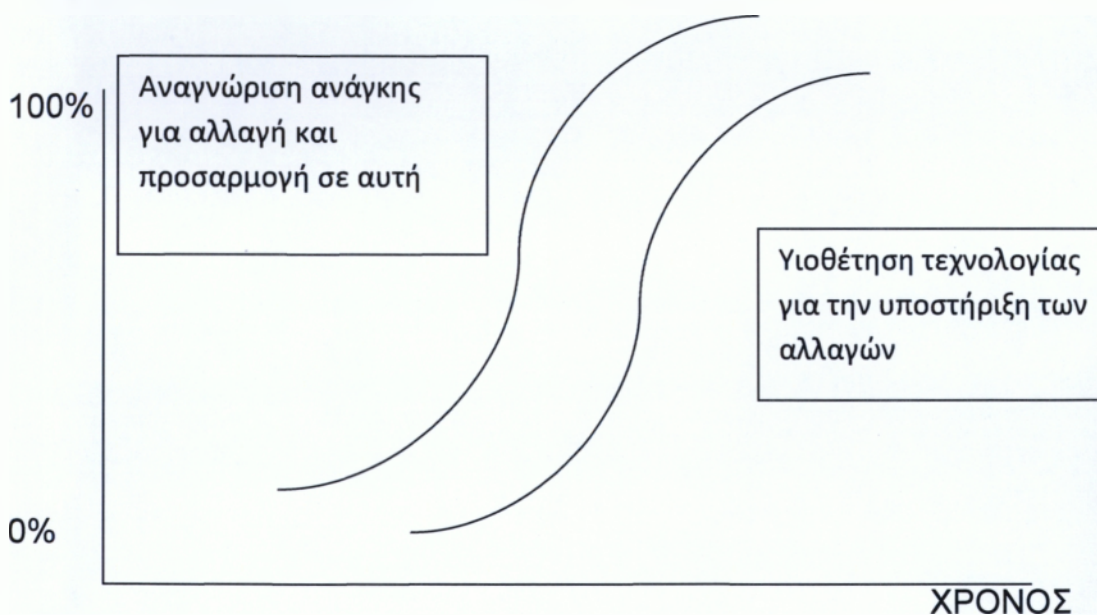 100%
Αναγνώριση ανάγκης
για αλλαγή και
προσαρμογή σε αυτή
Υιοθέτηση τεχνολογίας
για την υποστήριξη των
αλλαγών
0%
ΧΡΟΝΟΣ